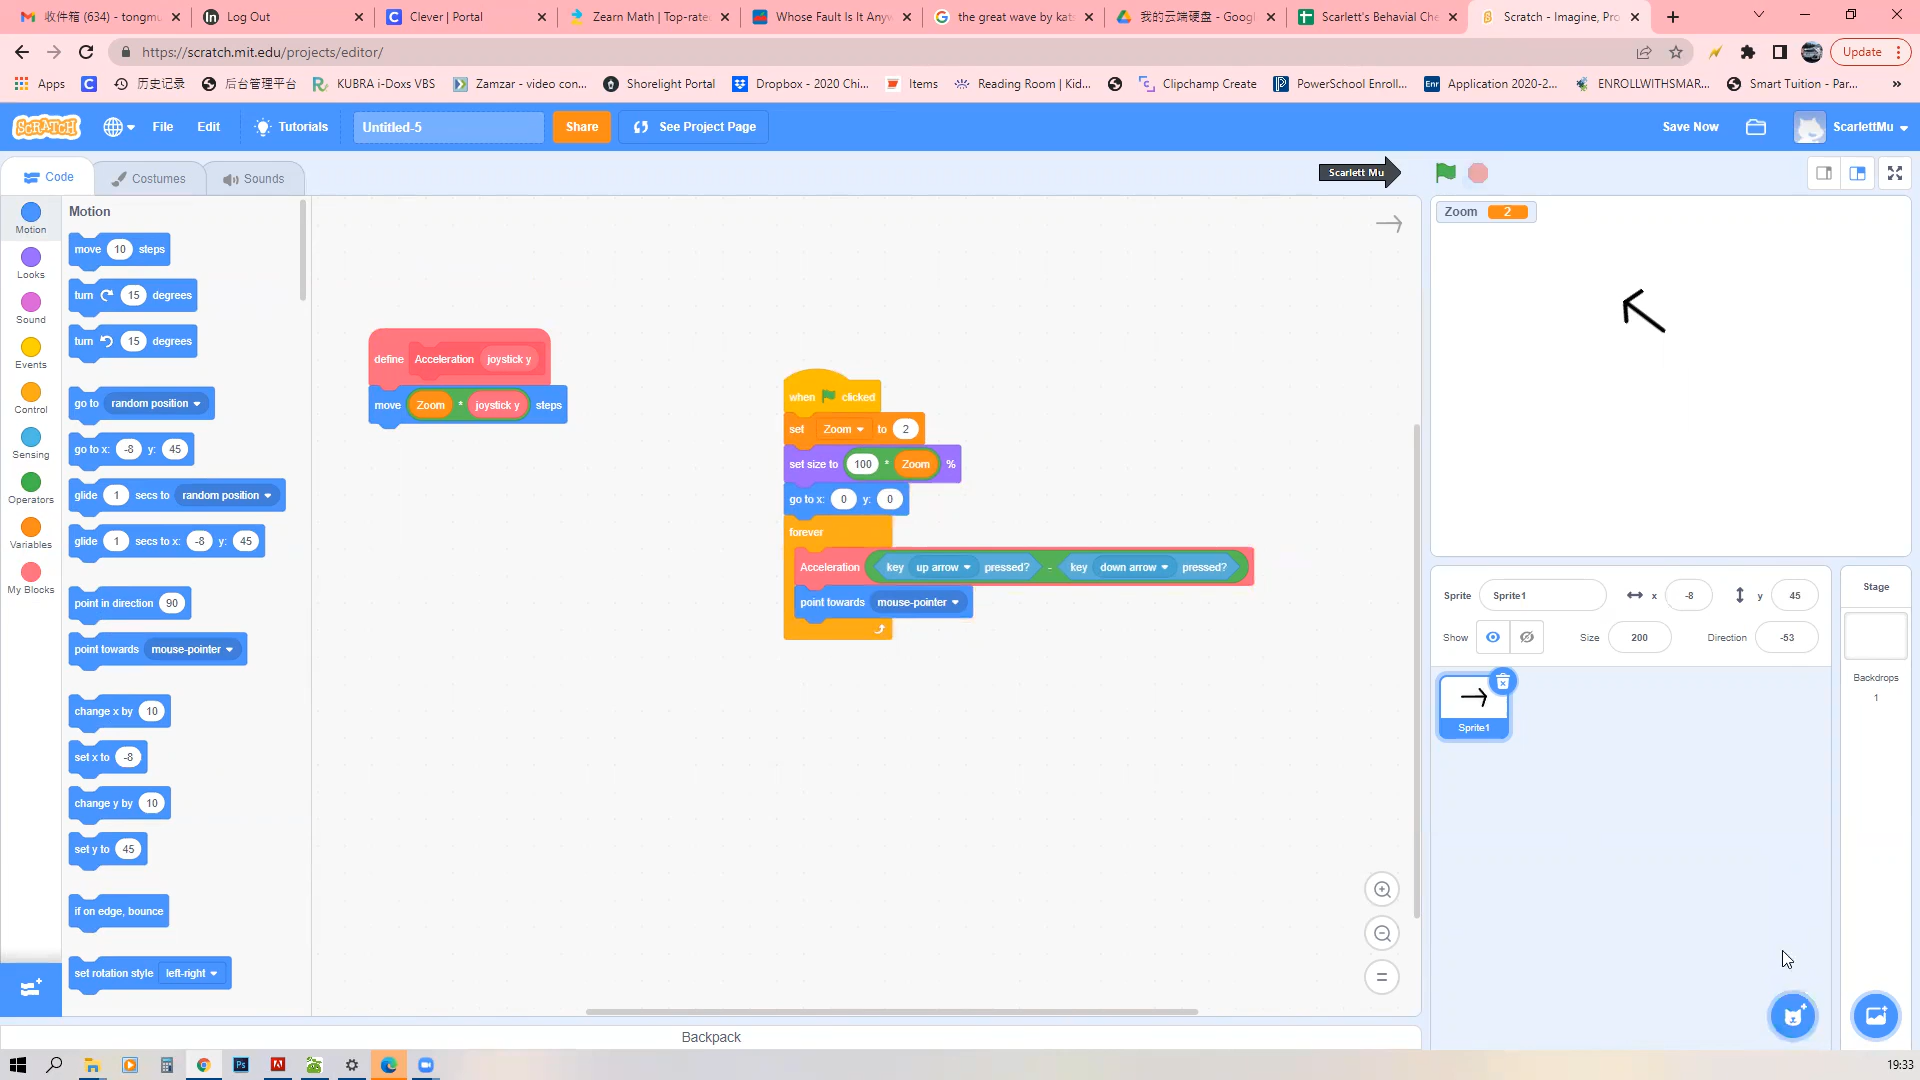 收件箱 (634) - tongmu
Log Out
Clever | Portal
Zearn Math | Top-rate
Whose Fault Is It Anyw
the great wave by kat
我的云端硬盘 - Googl
Scarlett's Behavial Che
Scratch - Imagine, Pro
https://scratch.mit.edu/projects/editor/
Update
Apps
历史记录
后台管理平台
KUBRA i-Doxs VBS
Zamzar - video con...
Shorelight Portal
Dropbox - 2020 Chi...
Items
Reading Room | Kid...
Clipchamp Create
PowerSchool Enroll...
Enr
Application 2020-2...
ENROLLWITHSMAR...
Smart Tuition - Par...
»
SCRATCH
File
Edit
Tutorials
Untitled-5
Share
See Project Page
Save Now
ScarlettMu
Code
Costumes
Sounds
Scarlett Mu
Motion
Looks
Sound
Events
Control
Sensing
Operators
Variables
My Blocks
Motion
move 10 steps
turn 15 degrees
turn 15 degrees
go to random position
go to x: -8 y: 45
glide 1 secs to random position
glide 1 secs to x: -8 y: 45
point in direction 90
point towards mouse-pointer
change x by 10
set x to -8
change y by 10
set y to 45
if on edge, bounce
set rotation style left-right
define Acceleration joystick y
move Zoom * joystick y steps
when clicked
set Zoom to 2
set size to 100 * Zoom %
go to x: 0 y: 0
forever
Acceleration key up arrow pressed? - key down arrow pressed?
point towards mouse-pointer
Zoom 2
Sprite Sprite1 x -8 y 45
Show Size 200 Direction -53
Sprite1
Stage
Backdrops
1
Backpack
Ps
19:33